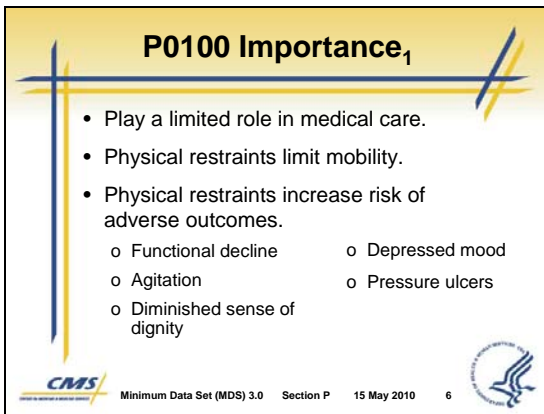 P0100 Importance1
• Play a limited role in medical care.
• Physical restraints limit mobility.
• Physical restraints increase risk of
adverse outcomes.
o Functional decline
o Agitation
o Diminished sense of
dignity
o Depressed mood
o Pressure ulcers
CMS
Minimum Data Set (MDS) 3.0 Section P 15 May 2010 6